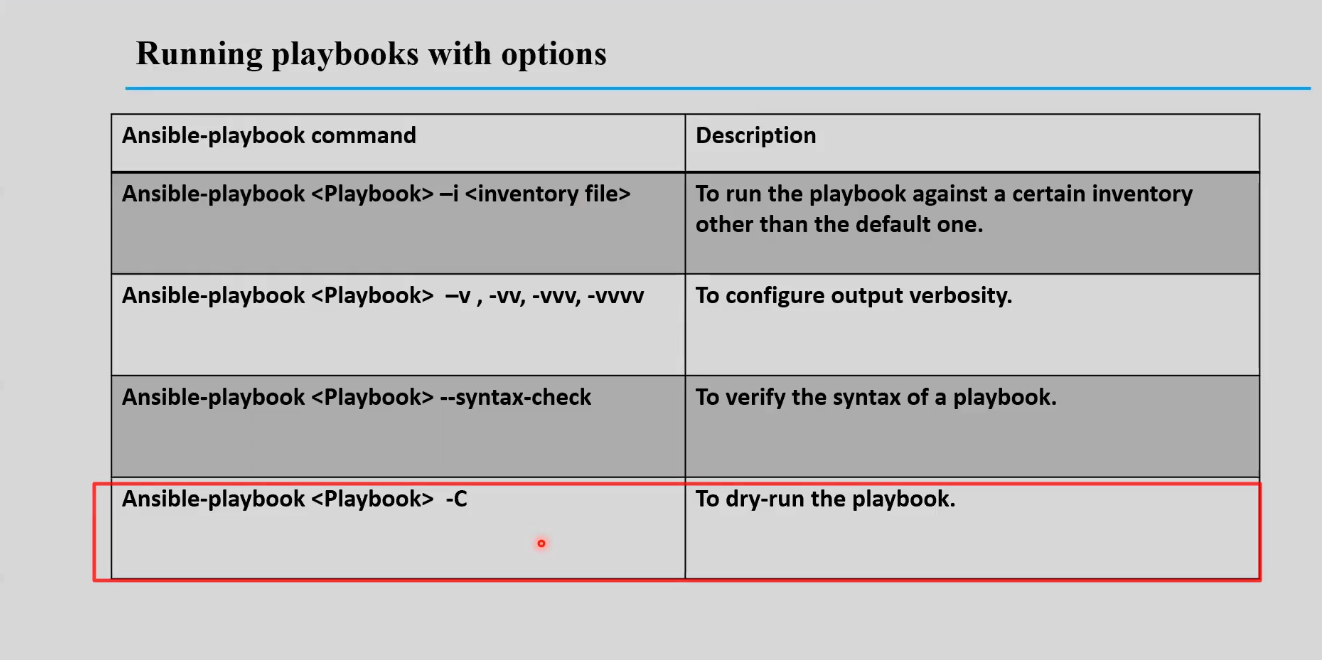 Running playbooks with options
Ansible-playbook command
Description
Ansible-playbook <Playbook> –i <inventory file>
To run the playbook against a certain inventory
other than the default one.
Ansible-playbook <Playbook>  –v , -vv, -vvv, -vvvv
To configure output verbosity.
Ansible-playbook <Playbook> --syntax-check
To verify the syntax of a playbook.
Ansible-playbook <Playbook>  -C
To dry-run the playbook.